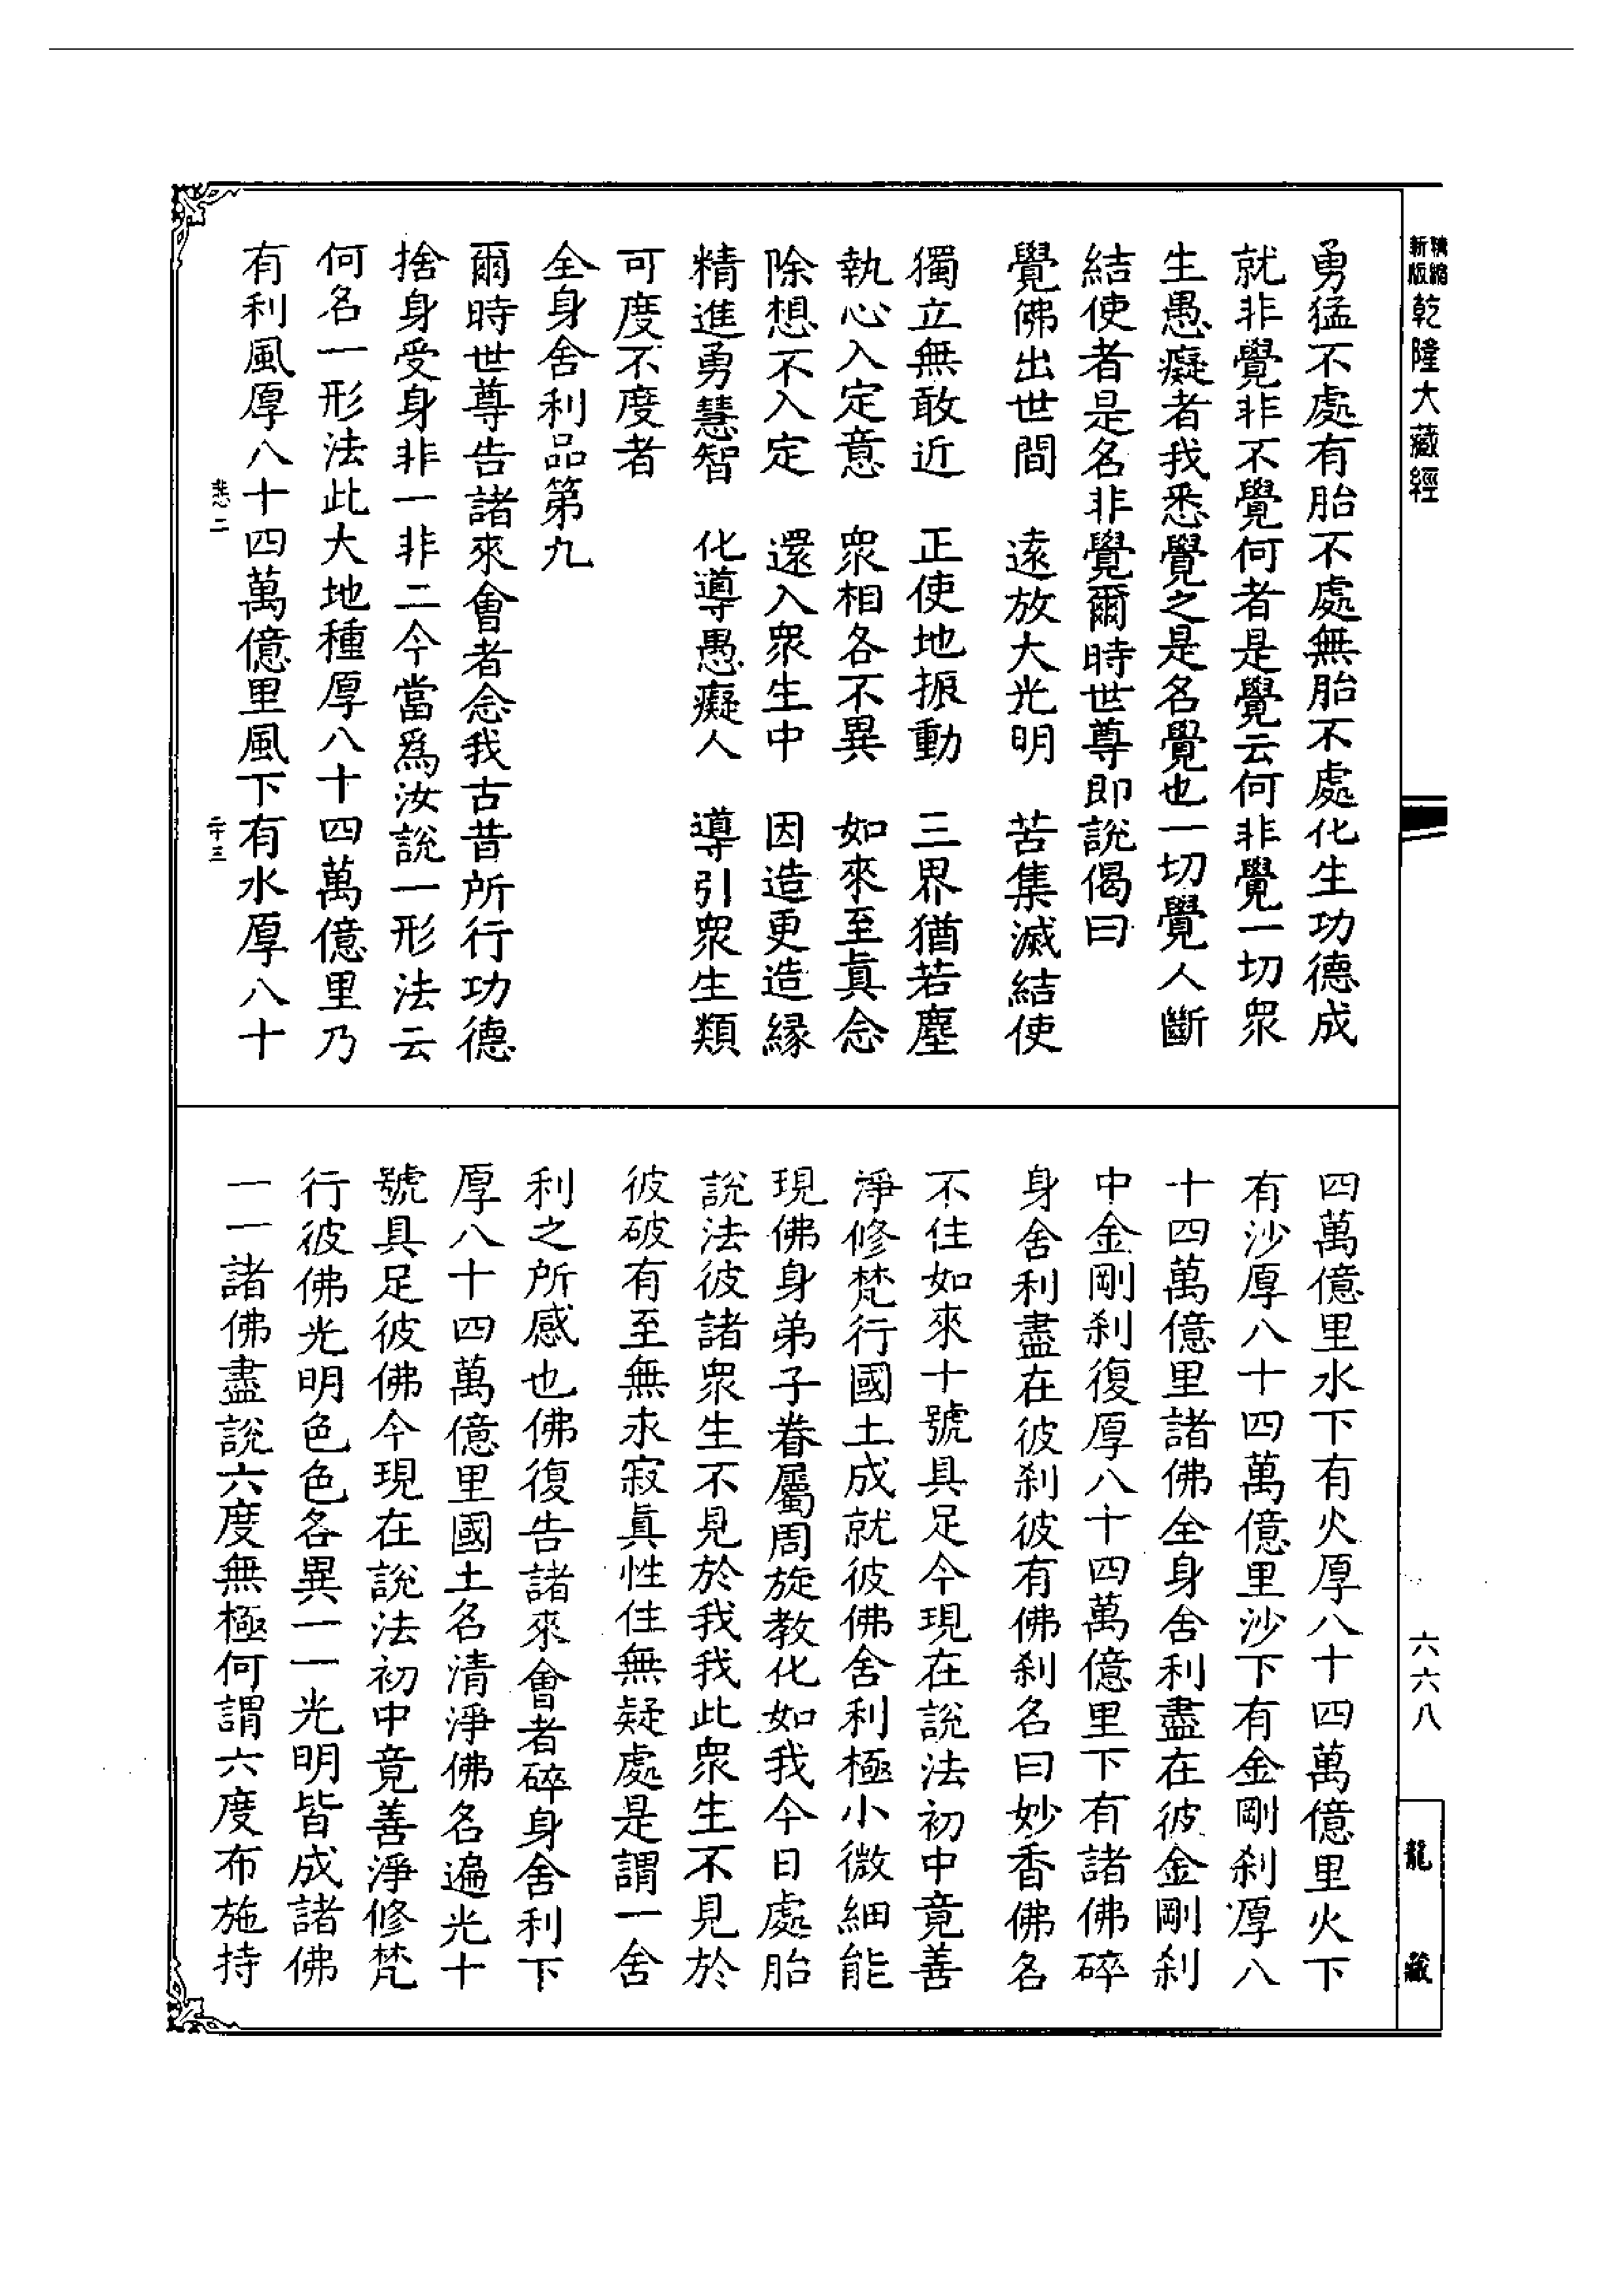 精縮新版乾隆大藏經
六六八
龍藏
勇猛不處有胎不處無胎不處化生功德成
就非覺非不覺何者是覺云何非覺一切眾
生愚癡者我悉覺之是名覺也一切覺人斷
結使者是名非覺爾時世尊即說偈曰
覺佛出世間　遠放大光明　苦集滅結使
獨立無敢近　正使地振動　三界猶若塵
執心入定意　眾相各不異　如來至真念
除想不入定　還入眾生中　因造更造緣
精進勇慧智　化導愚癡人　導引眾生類
可度不度者
全身舍利品第九
爾時世尊告諸來會者念我古昔所行功德
捨身受身非一非二今當為汝說一形法云
何名一形法此大地種厚八十四萬億里乃
有利風厚八十四萬億里風下有水厚八十
悲二　二十三
四萬億里水下有火厚八十四萬億里火下
有沙厚八十四萬億里沙下有金剛剎厚八
十四萬億里諸佛全身舍利盡在彼金剛剎
中金剛剎復厚八十四萬億里下有諸佛碎
身舍利盡在彼剎彼有佛剎名曰妙香佛名
不住如來十號具足今現在說法初中竟善
淨修梵行國土成就彼佛舍利極小微細能
現佛身弟子眷屬周旋教化如我今日處胎
說法彼諸眾生不見於我我此眾生不見於
彼破有至無求寂真性住無疑處是謂一舍
利之所感也佛復告諸來會者碎身舍利下
厚八十四萬億里國土名清淨佛名遍光十
號具足彼佛今現在說法初中竟善淨修梵
行彼佛光明色色各異一一光明皆成諸佛
一一諸佛盡說六度無極何謂六度布施持